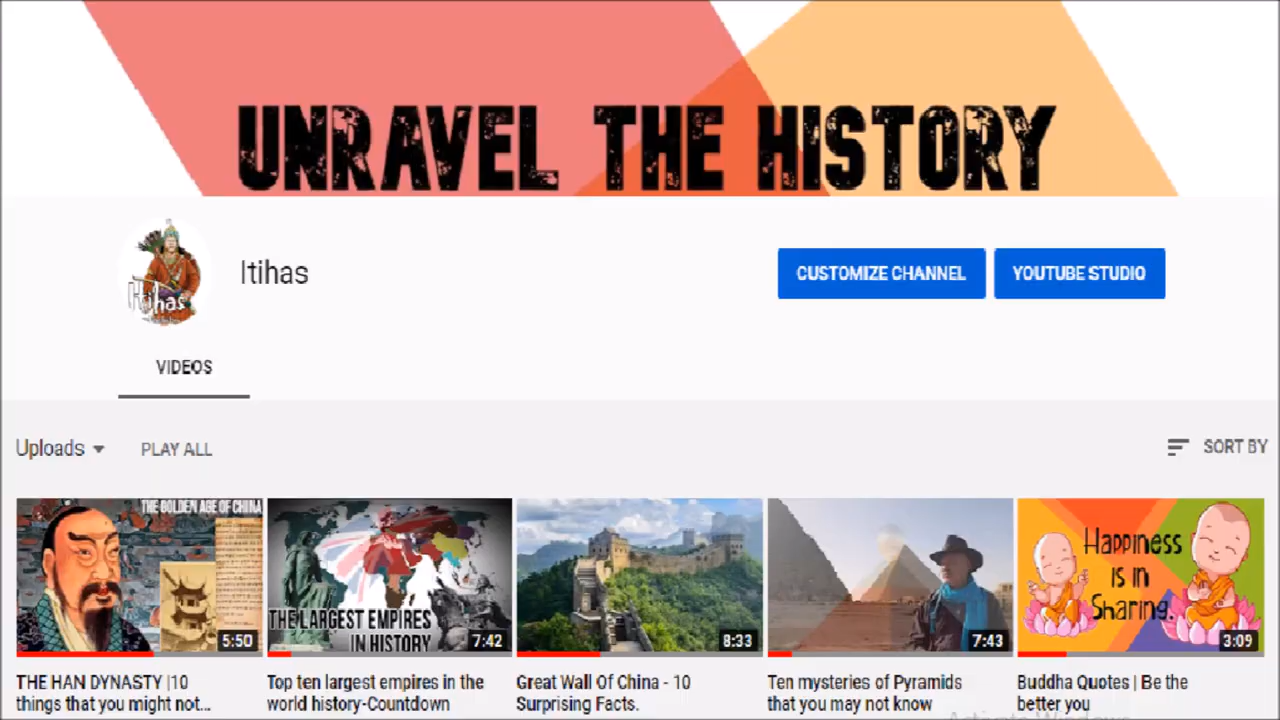 UNRAVEL THE HISTORY
Itihas
Itihas
CUSTOMIZE CHANNEL
YOUTUBE STUDIO
VIDEOS
Uploads
PLAY ALL
SORT BY
THE GOLDEN AGE OF CHINA
5:50
THE LARGEST EMPIRES
IN HISTORY
7:42
8:33
7:43
Happiness
is in
Sharing.
3:09
THE HAN DYNASTY |10
things that you might not...
Top ten largest empires in the
world history-Countdown
Great Wall Of China - 10
Surprising Facts.
Ten mysteries of Pyramids
that you may not know
Buddha Quotes | Be the
better you
Activate Windows